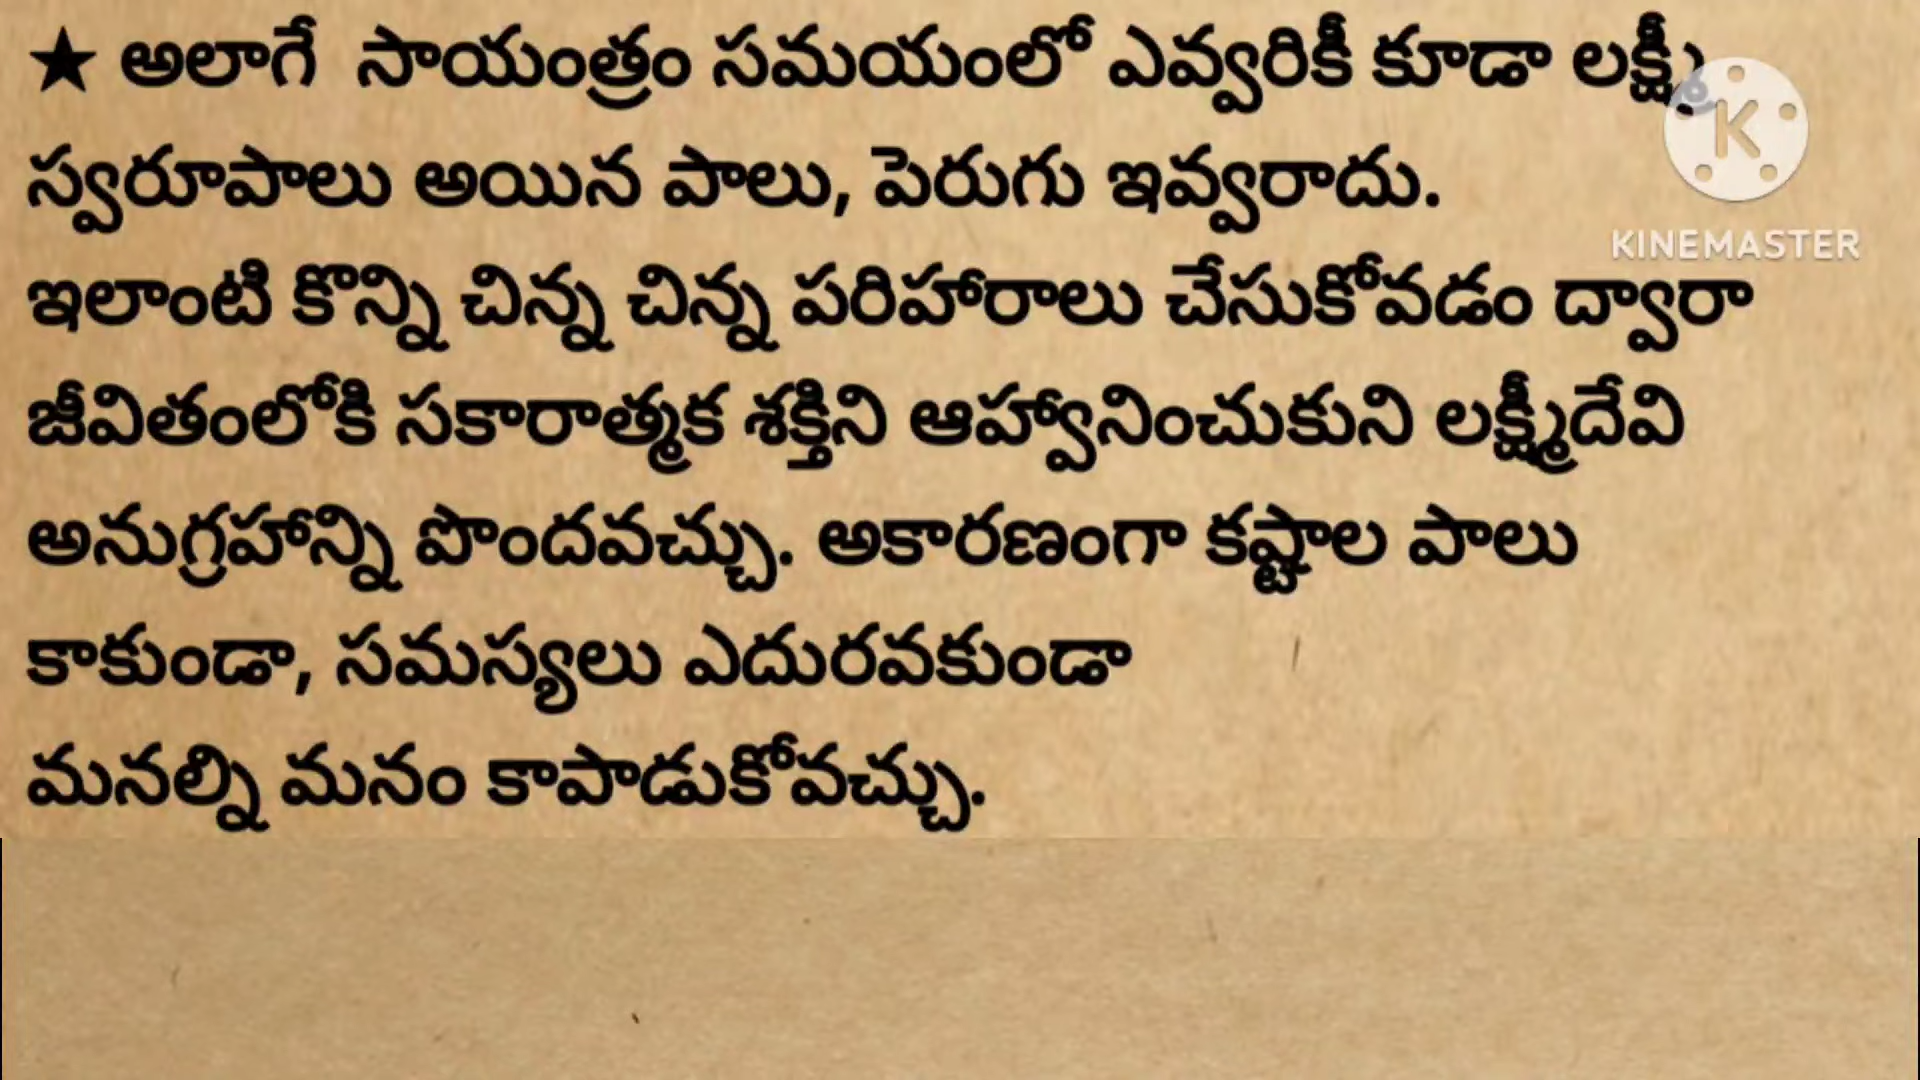 ★ అలాగే సాయంత్రం సమయంలో ఎవ్వరికీ కూడా లక్ష్మీ
స్వరూపాలు అయిన పాలు, పెరుగు ఇవ్వరాదు.
KINEMASTER
ఇలాంటి కొన్ని చిన్న చిన్న పరిహారాలు చేసుకోవడం ద్వారా
జీవితంలోకి సకారాత్మక శక్తిని ఆహ్వానించుకుని లక్ష్మీదేవి
అనుగ్రహాన్ని పొందవచ్చు. అకారణంగా కష్టాల పాలు
కాకుండా, సమస్యలు ఎదురవకుండా
మనల్ని మనం కాపాడుకోవచ్చు.